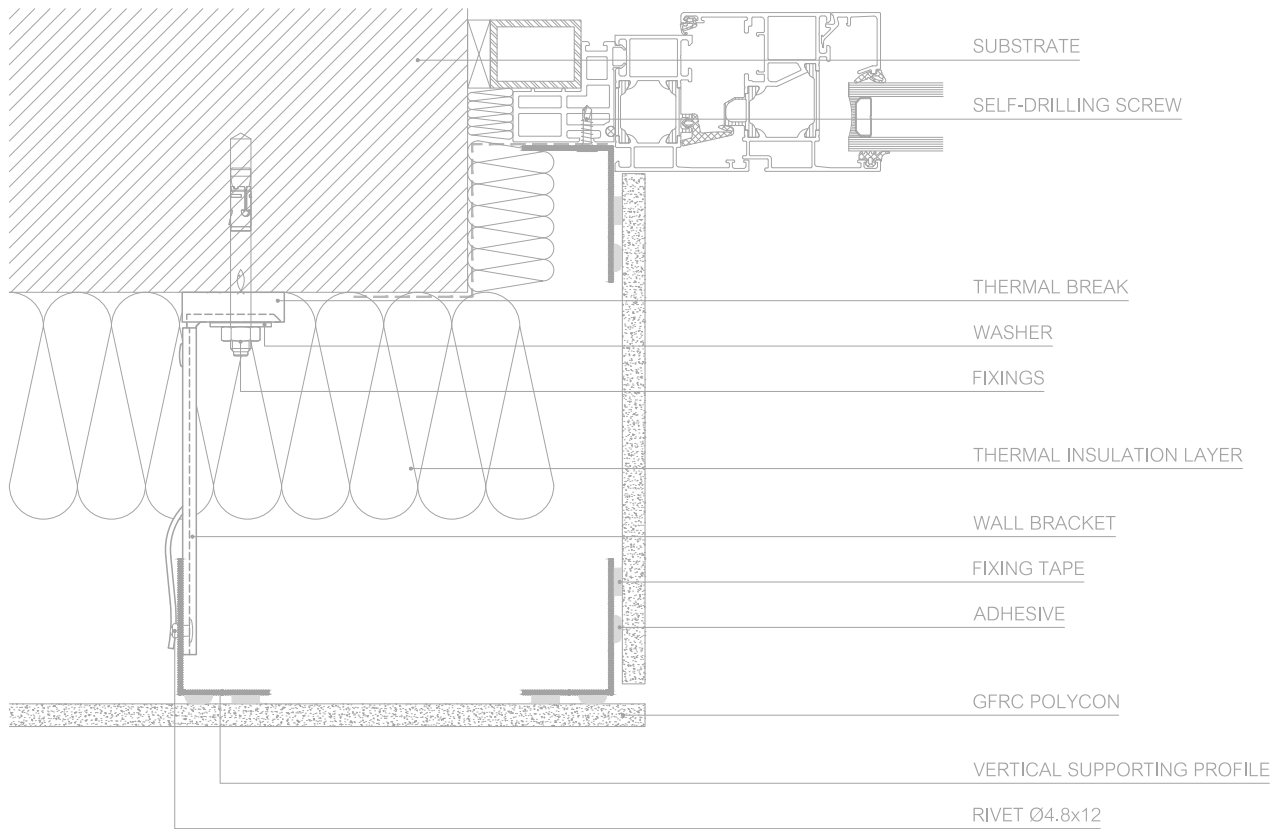 SUBSTRATE
SELF-DRILLING SCREW
THERMAL BREAK
WASHER
FIXINGS
THERMAL INSULATION LAYER
WALL BRACKET
FIXING TAPE
ADHESIVE
GFRC POLYCON
VERTICAL SUPPORTING PROFILE
RIVET Ø4.8x12